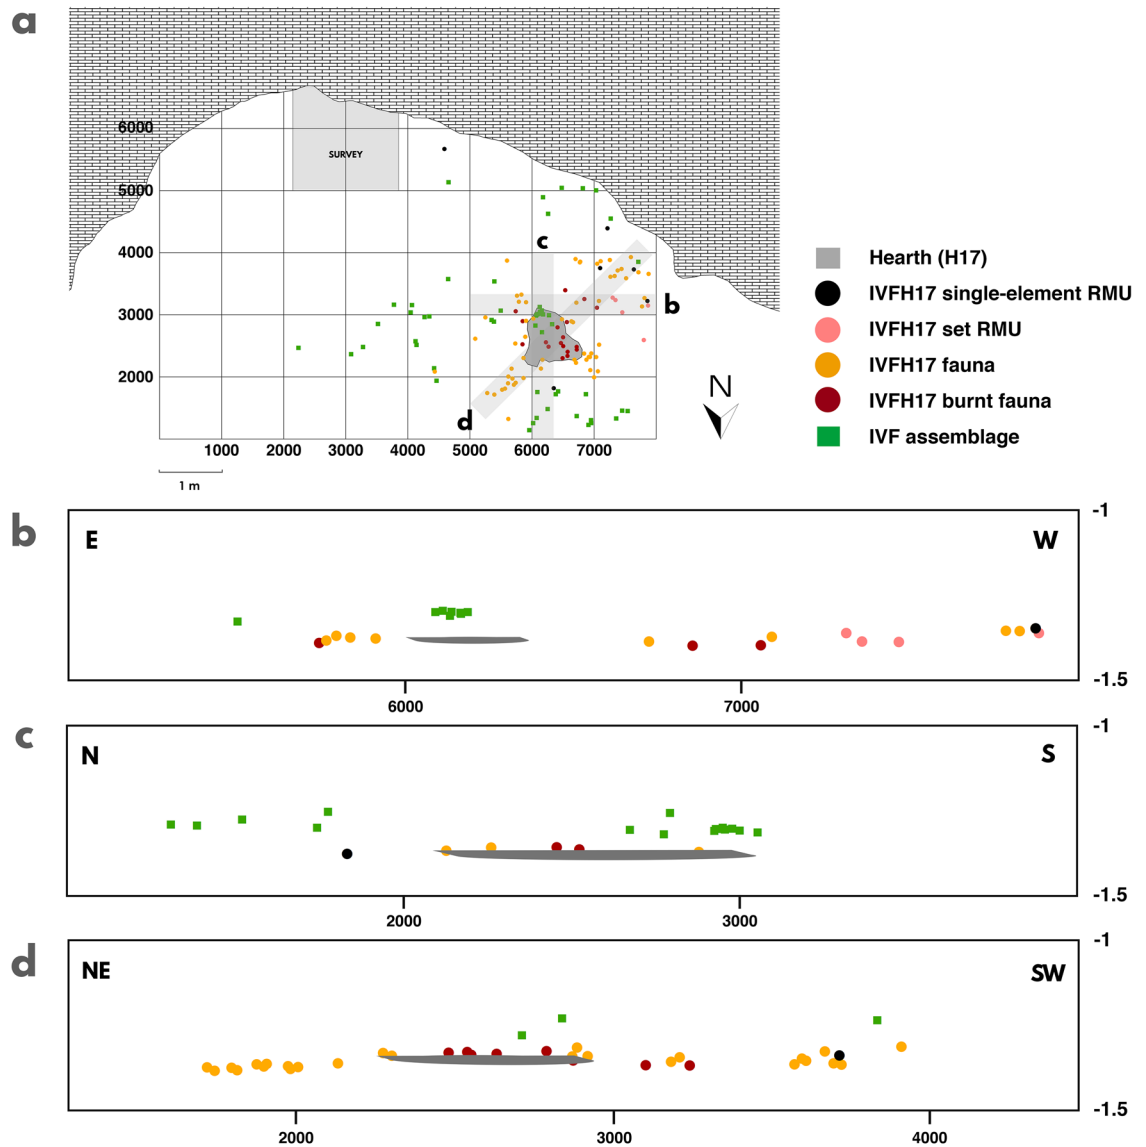 a
6000
SURVEY
5000
4000
c
3000
b
2000
d
1000 2000 3000 4000 5000 6000 7000
1 m
N
Hearth (H17)
IVFH17 single-element RMU
IVFH17 set RMU
IVFH17 fauna
IVFH17 burnt fauna
IVF assemblage
b
E
W
-1
-1.5
6000 7000
c
N
S
-1
-1.5
2000 3000
d
NE
SW
-1
-1.5
2000 3000 4000